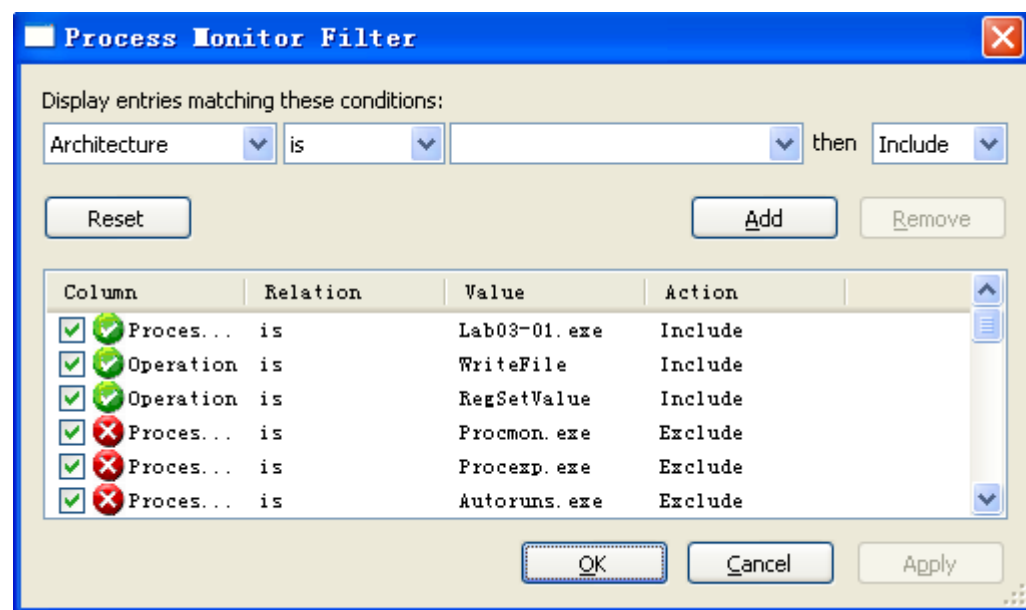 Process Monitor Filter
Display entries matching these conditions:
Architecture is then Include
Reset Add Remove
Column Relation Value Action
Proces... is Lab03-01.exe Include
Operation is WriteFile Include
Operation is RegSetValue Include
Proces... is Procmon.exe Exclude
Proces... is Procexp.exe Exclude
Proces... is Autoruns.exe Exclude
OK Cancel Apply